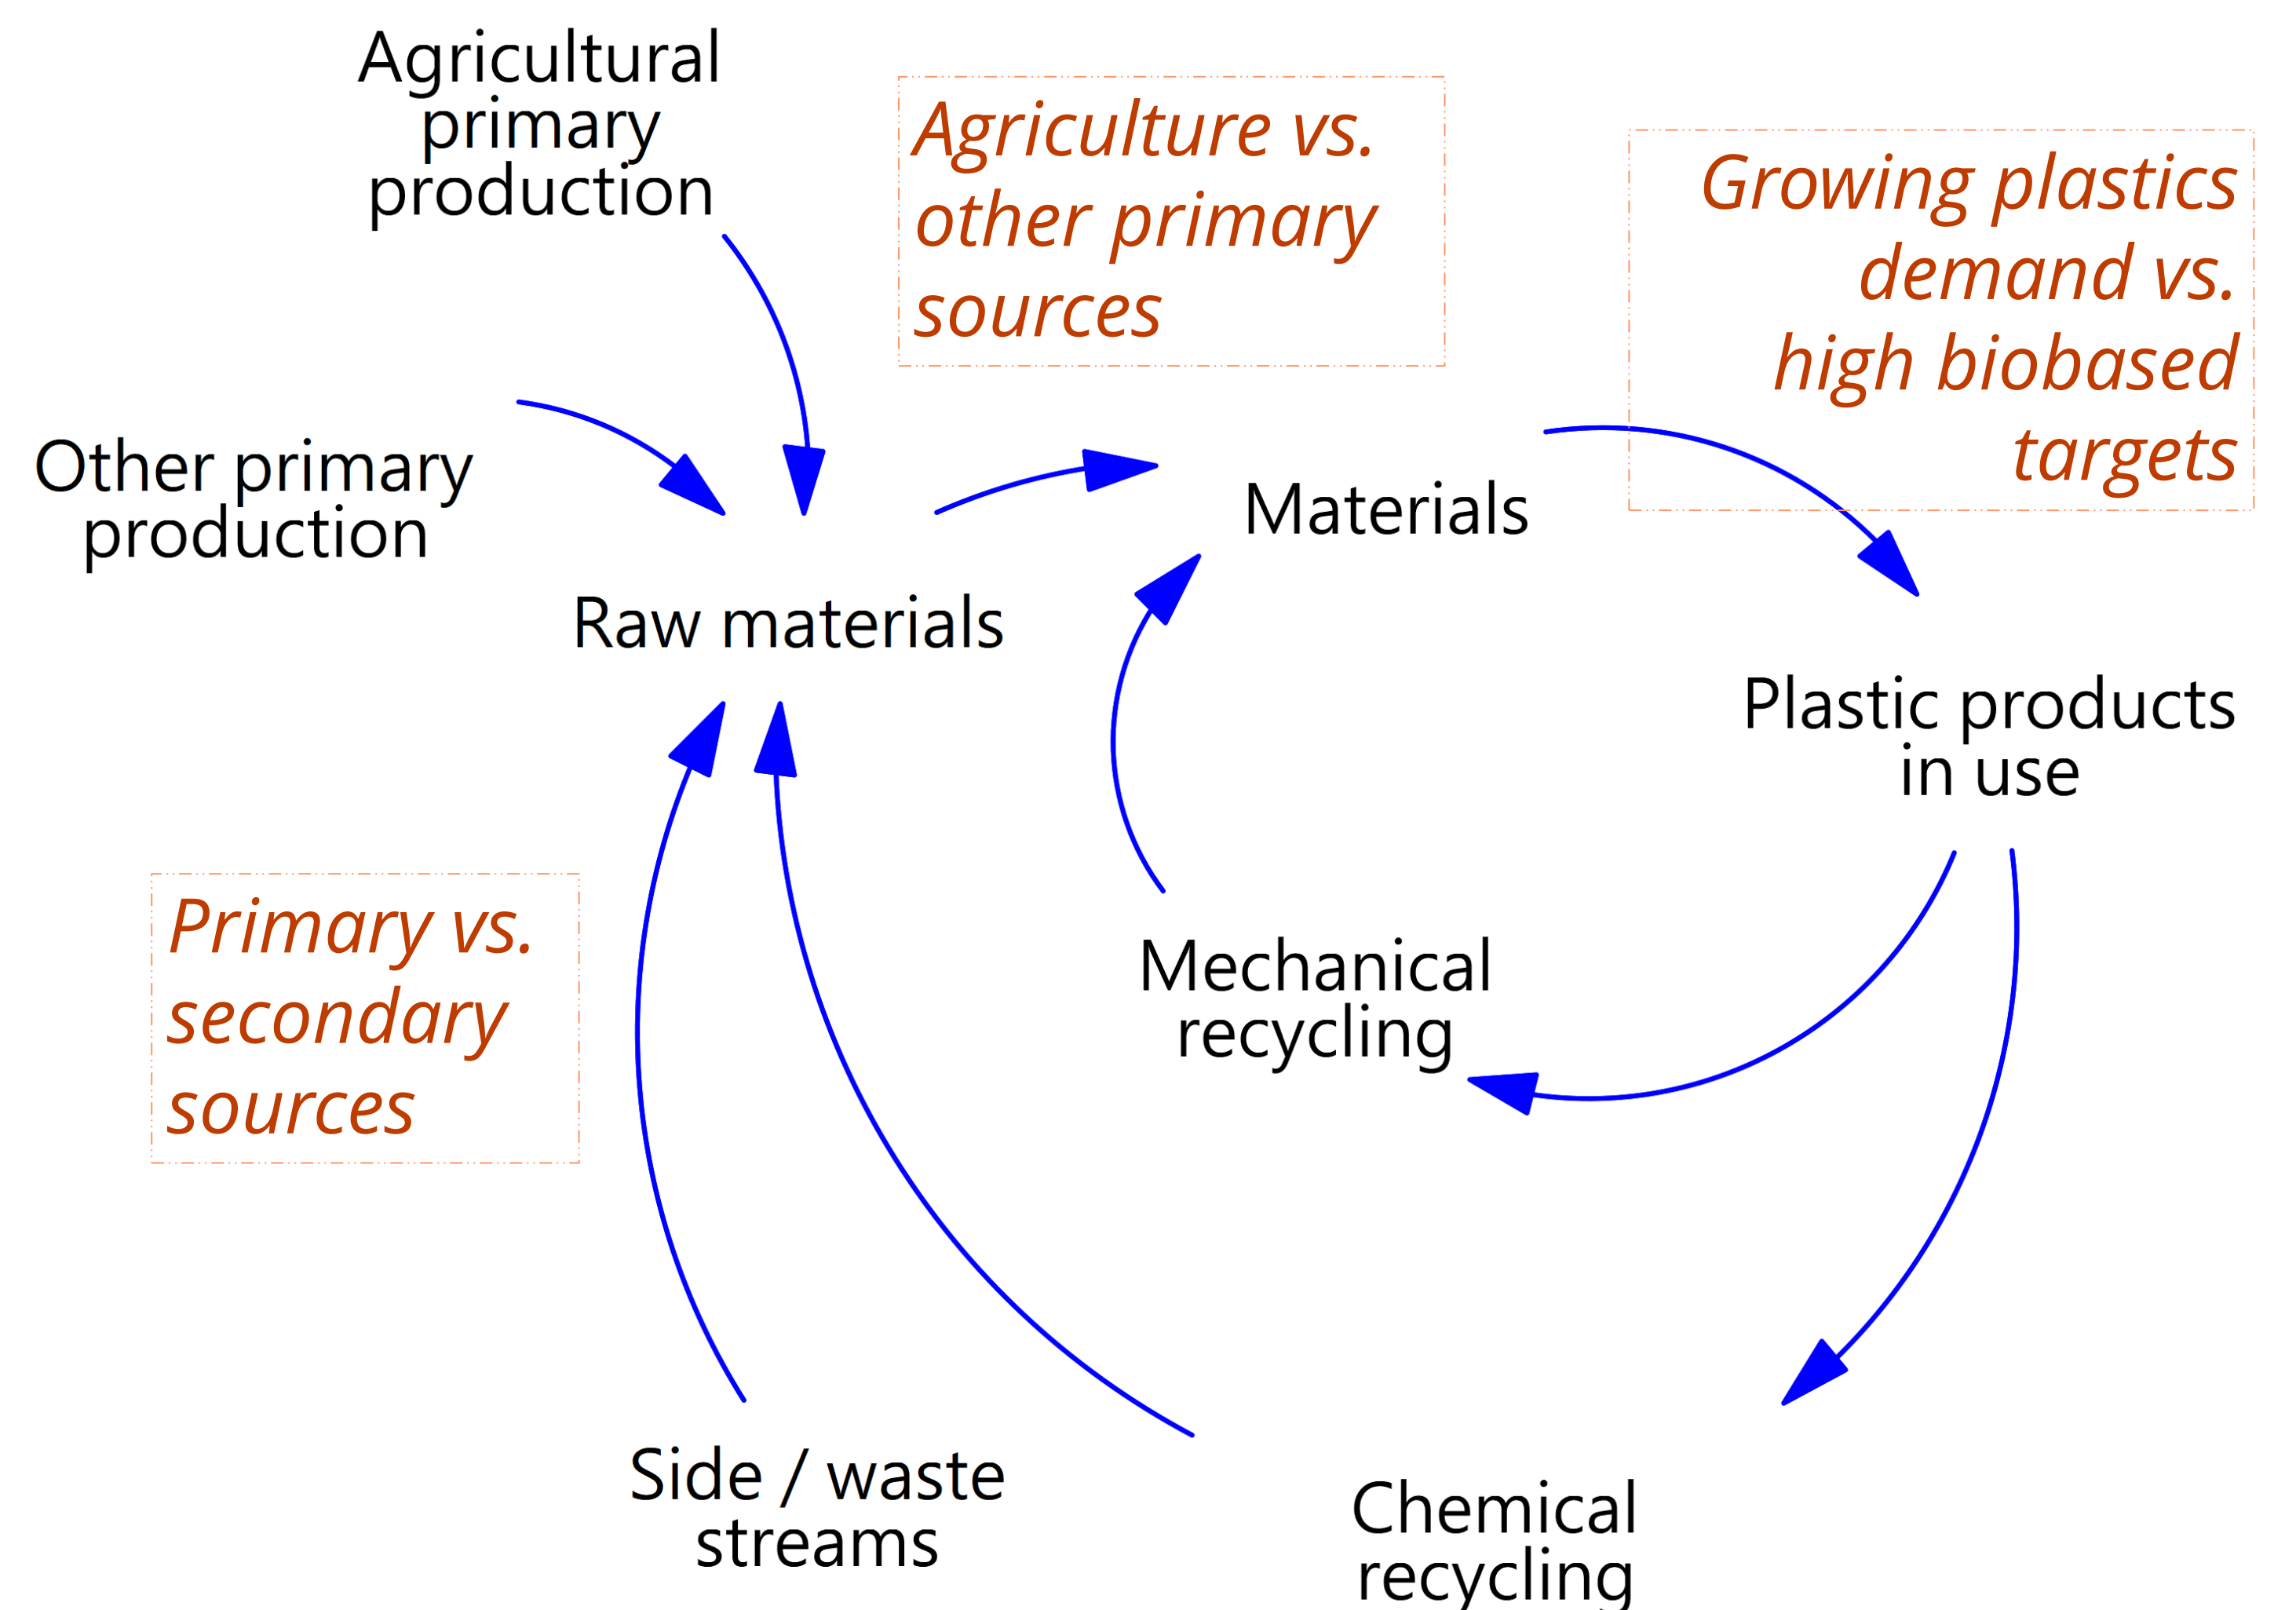 Agricultural
primary
production
Agriculture vs.
other primary
sources
Growing plastics
demand vs.
high biobased
targets
Other primary
production
Materials
Raw materials
Plastic products
in use
Primary vs.
secondary
sources
Mechanical
recycling
Side / waste
streams
Chemical
recycling